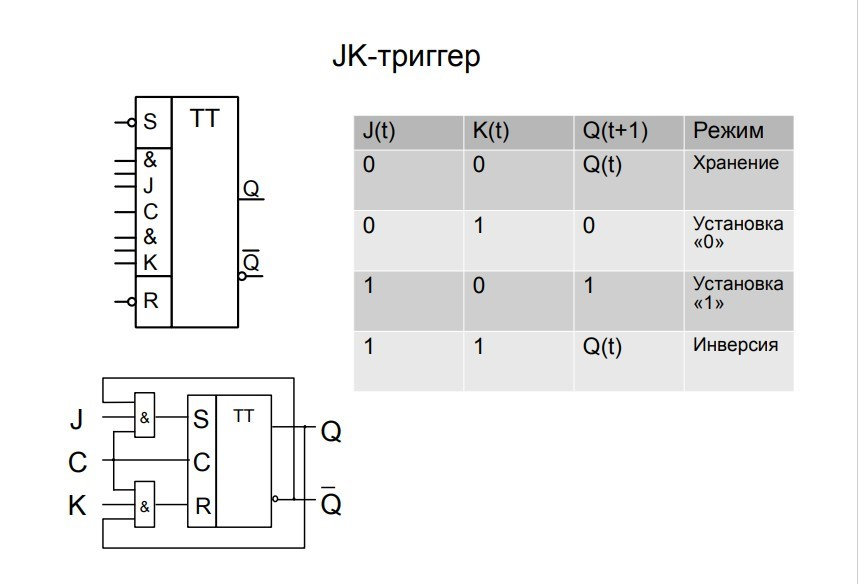 JK-триггер
S TT
&
J
C
&
K
R
Q
Q̅
J(t) K(t) Q(t+1) Режим
0 0 Q(t) Хранение
0 1 0 Установка
«0»
1 0 1 Установка
«1»
1 1 Q(t) Инверсия
J & S TT Q
C C
K & R Q̅